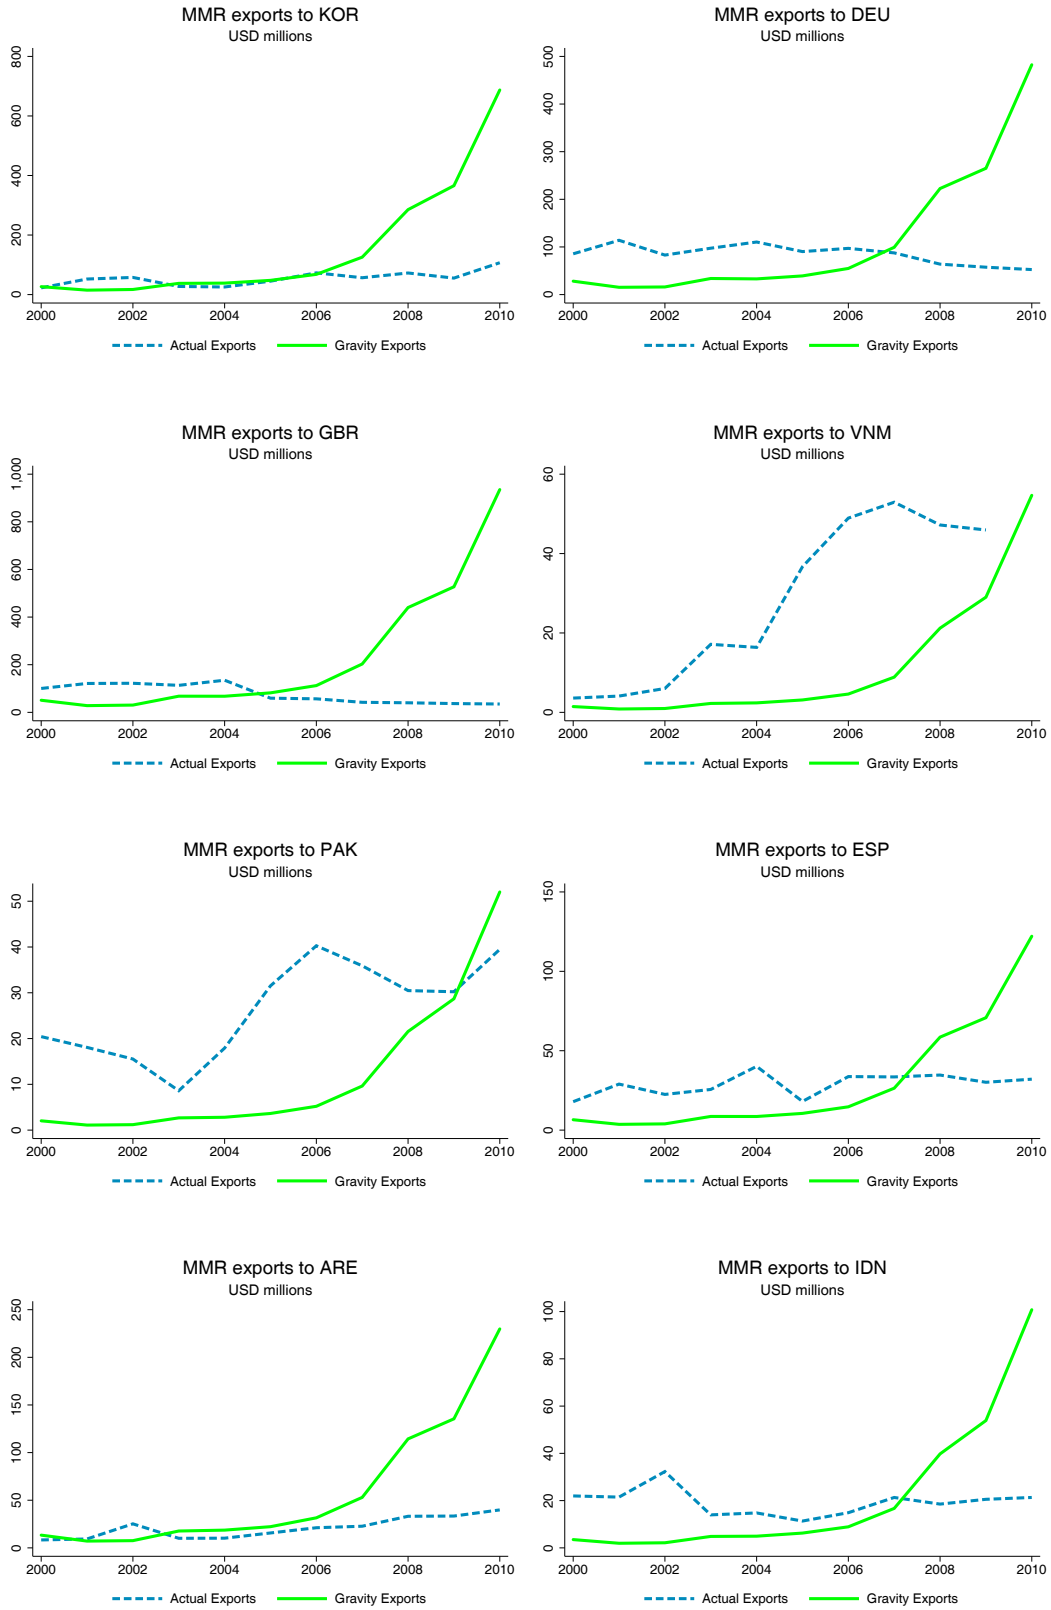 MMR exports to KOR
USD millions
800
600
400
200
0
2000 2002 2004 2006 2008 2010
Actual Exports Gravity Exports
MMR exports to DEU
USD millions
500
400
300
200
100
0
2000 2002 2004 2006 2008 2010
Actual Exports Gravity Exports
MMR exports to GBR
USD millions
1,000
800
600
400
200
0
2000 2002 2004 2006 2008 2010
Actual Exports Gravity Exports
MMR exports to VNM
USD millions
60
40
20
0
2000 2002 2004 2006 2008 2010
Actual Exports Gravity Exports
MMR exports to PAK
USD millions
50
40
30
20
10
0
2000 2002 2004 2006 2008 2010
Actual Exports Gravity Exports
MMR exports to ESP
USD millions
150
100
50
0
2000 2002 2004 2006 2008 2010
Actual Exports Gravity Exports
MMR exports to ARE
USD millions
250
200
150
100
50
0
2000 2002 2004 2006 2008 2010
Actual Exports Gravity Exports
MMR exports to IDN
USD millions
100
80
60
40
20
0
2000 2002 2004 2006 2008 2010
Actual Exports Gravity Exports